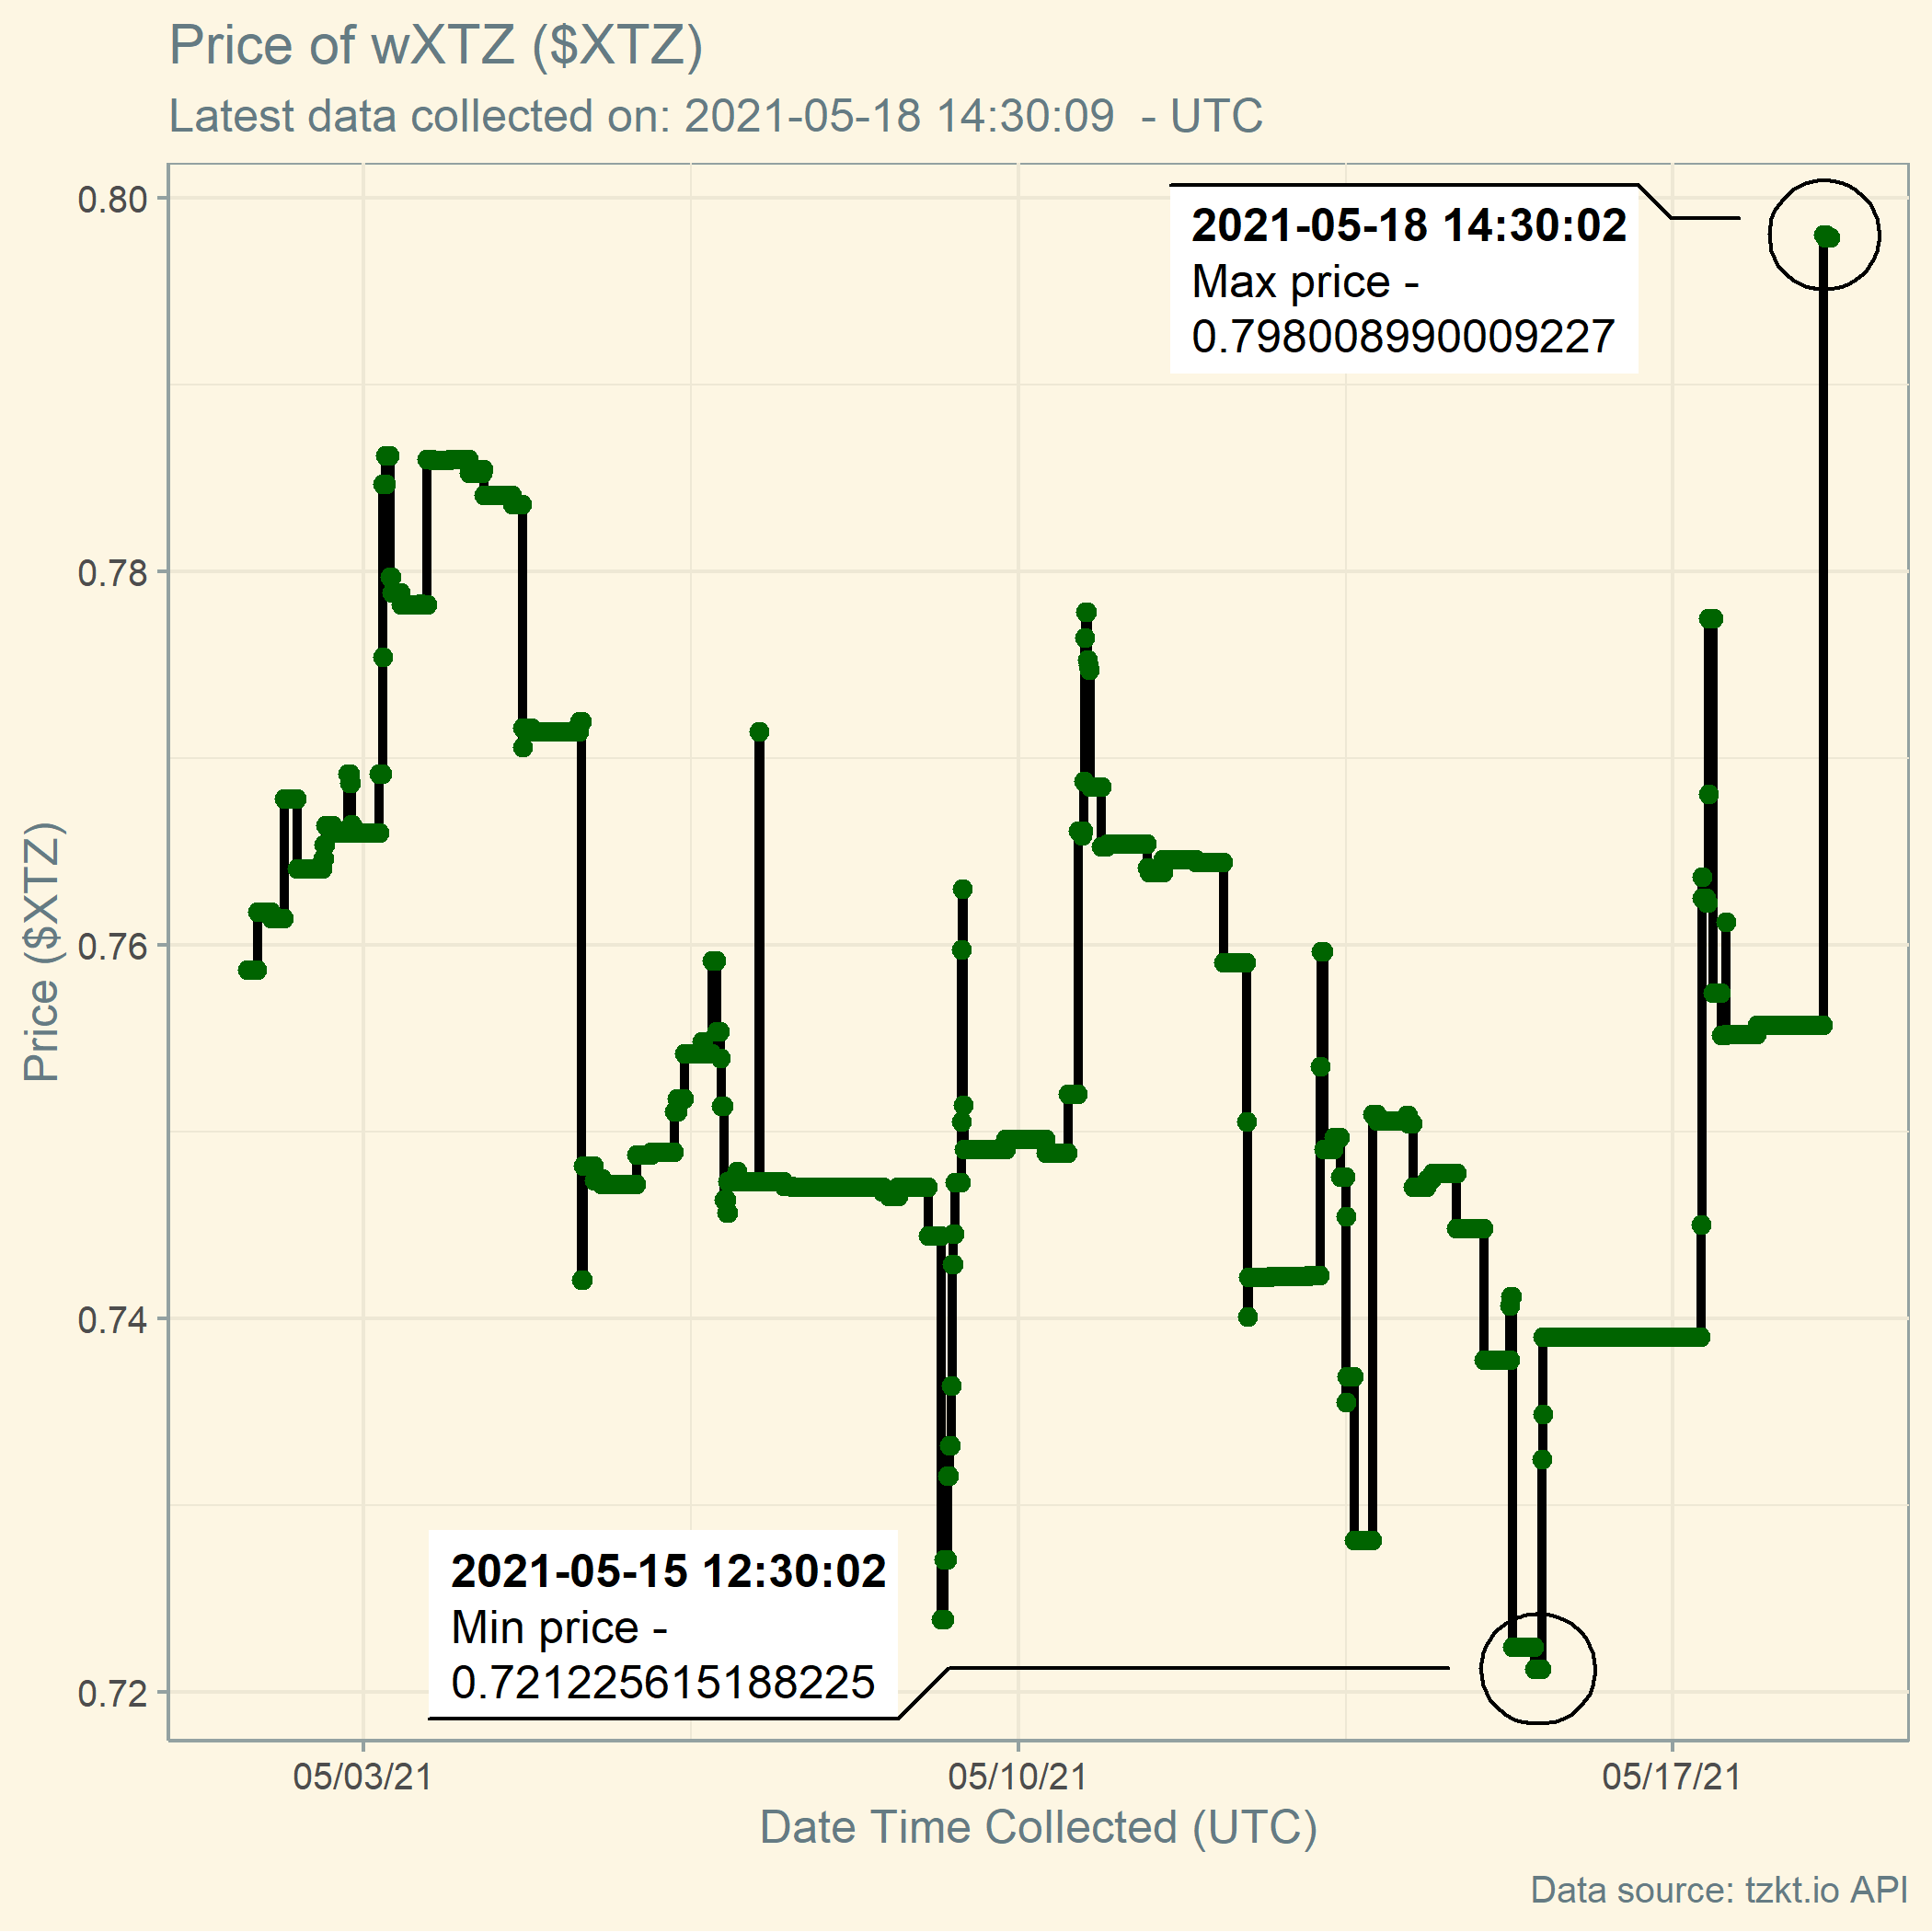 Price of wXTZ ($XTZ)
Latest data collected on: 2021-05-18 14:30:09  - UTC
0.80
0.78
0.76
0.74
0.72
Price ($XTZ)
2021-05-18 14:30:02
Max price -
0.798008990009227
2021-05-15 12:30:02
Min price -
0.721225615188225
05/03/21
05/10/21
05/17/21
Date Time Collected (UTC)
Data source: tzkt.io API